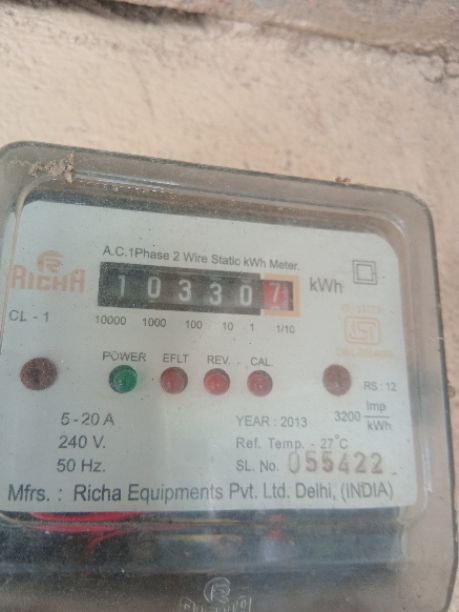 A.C.1Phase 2 Wire Static kWh Meter.
RICHA
103307 kWh
CL - 1
10000 1000 100 10 1 1/10
POWER EFLT REV. CAL.
RS : 12
5 - 20 A
YEAR : 2013
3200 Imp/kWh
240 V.
Ref. Temp. - 27°C
50 Hz.
SL. No. 055422
Mfrs. : Richa Equipments Pvt. Ltd. Delhi, (INDIA)